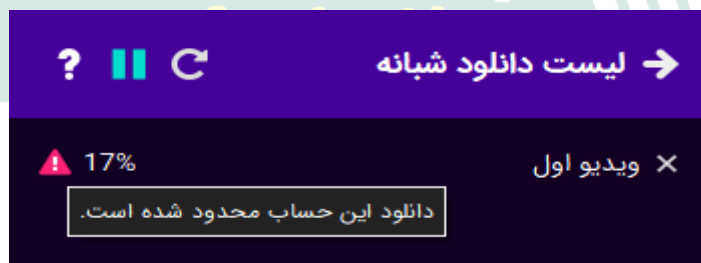 لیست دانلود شبانه
ویدیو اول
17%
دانلود این حساب محدود شده است.